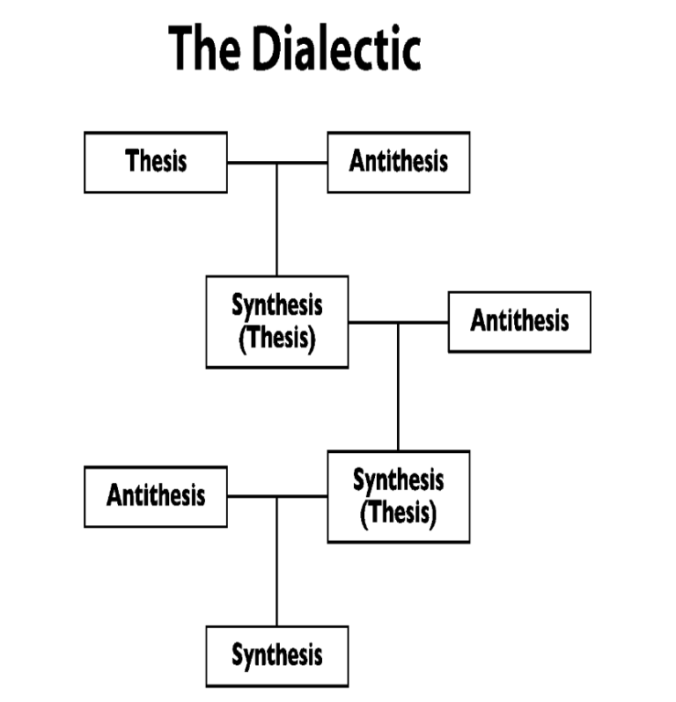 The Dialectic
Thesis
Antithesis
Synthesis
(Thesis)
Antithesis
Antithesis
Synthesis
(Thesis)
Synthesis